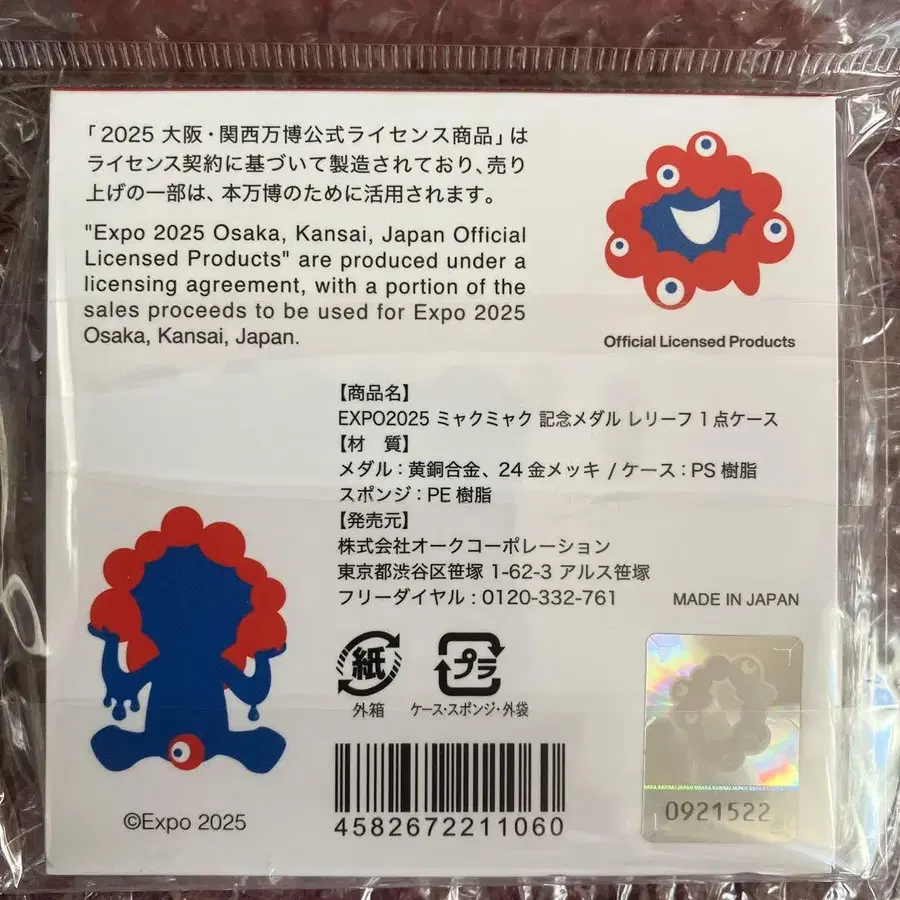 「2025 大阪・関西万博公式ライセンス商品」は
ライセンス契約に基づいて製造されており、売り
上げの一部は、本万博のために活用されます。
"Expo 2025 Osaka, Kansai, Japan Official
Licensed Products" are produced under a
licensing agreement, with a portion of the
sales proceeds to be used for Expo 2025
Osaka, Kansai, Japan.
Official Licensed Products
【商品名】
EXPO2025 ミャクミャク 記念メダル レリーフ 1点ケース
【材 質】
メダル：黄銅合金、24金メッキ / ケース：PS樹脂
スポンジ：PE樹脂
【発売元】
株式会社オークコーポレーション
東京都渋谷区笹塚 1-62-3 アルス笹塚
フリーダイヤル：0120-332-761
MADE IN JAPAN
紙
外箱
プラ
ケース・スポンジ・外袋
4582672211060
OSAKA KANSAI JAPAN
0921522
©Expo 2025